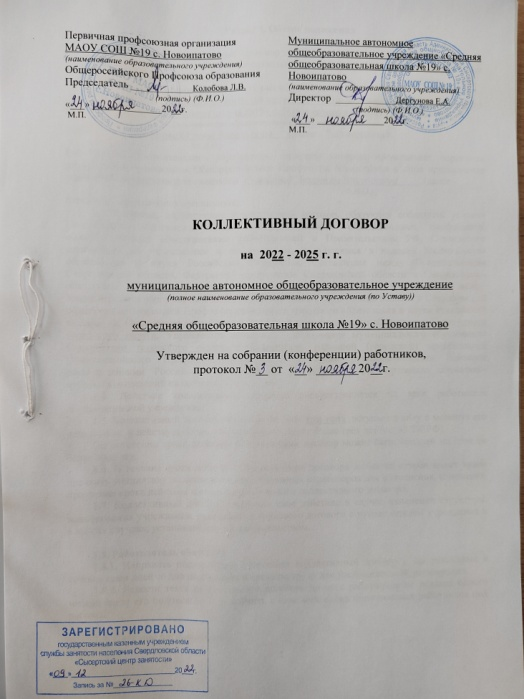 Первичная профсоюзная организация
МАОУ СОШ №19 с. Новоипатово
(наименование образовательного учреждения)
Общероссийского Профсоюза образования
Председатель Колобова Л.В.
(подпись) (Ф.И.О.)
«24» ноября 2022г.
М.П.
Муниципальное автономное
общеобразовательное учреждение «Средняя
общеобразовательная школа №19» с.
Новоипатово
(наименование образовательного учреждения)
Директор Дергунова Е.А.
(подпись) (Ф.И.О.)
«24» ноября 2022г.
М.П.
КОЛЛЕКТИВНЫЙ ДОГОВОР
на 2022 - 2025 г. г.
муниципальное автономное общеобразовательное учреждение
(полное наименование образовательного учреждения (по Уставу))
«Средняя общеобразовательная школа №19» с. Новоипатово
Утвержден на собрании (конференции) работников,
протокол № 3 от «24» ноября 2022г.
ЗАРЕГИСТРИРОВАНО
государственным казенным учреждением
службы занятости населения Свердловской области
«Сысертский центр занятости»
«09» 12 2022г.
Запись за № 26-КД